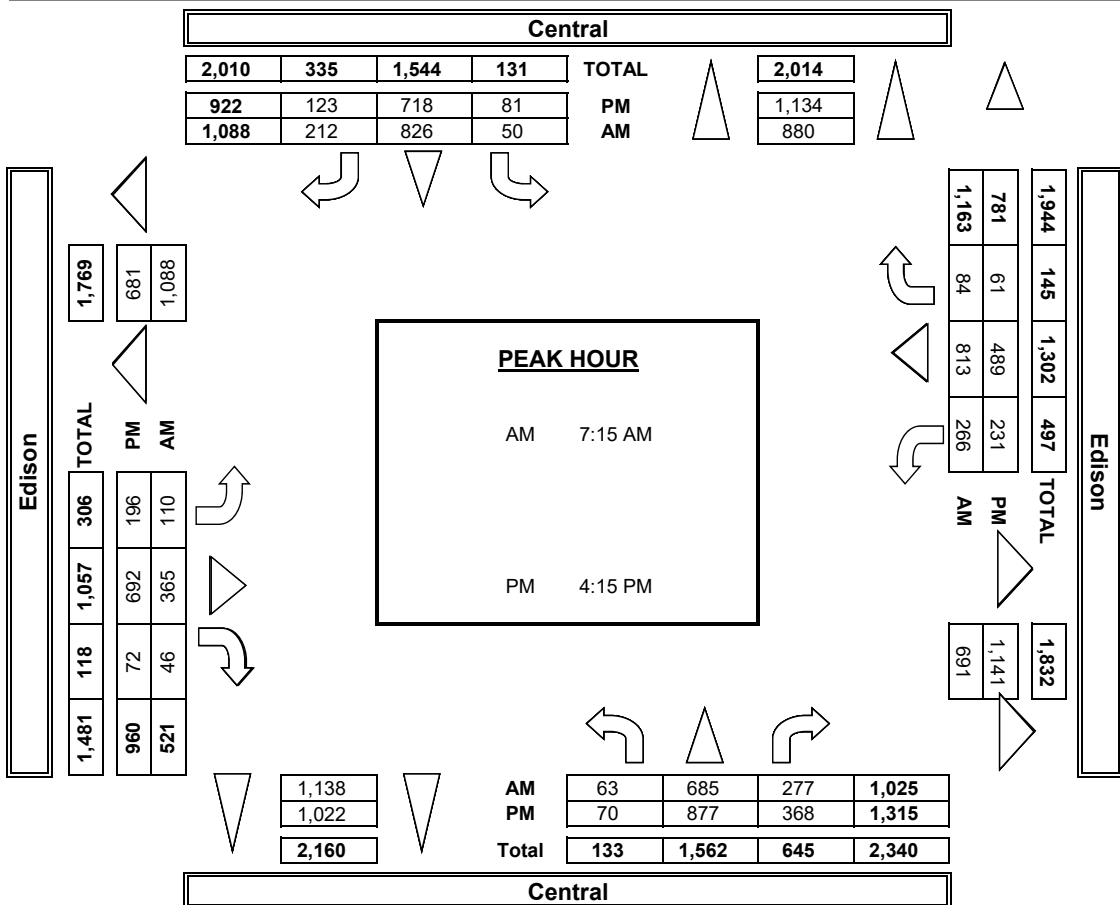 Central
2,010 335 1,544 131 TOTAL 2,014
922 123 718 81 PM 1,134
1,088 212 826 50 AM 880
Edison
1,769
681
1,088
TOTAL
PM
AM
306 1,057 118 1,481
196 692 72 960
110 365 46 521
PEAK HOUR
AM 7:15 AM
PM 4:15 PM
1,944 145 1,302 497 TOTAL
781 61 489 231 PM
1,163 84 813 266 AM
1,832
1,141
691
Edison
1,138 AM 63 685 277 1,025
1,022 PM 70 877 368 1,315
2,160 Total 133 1,562 645 2,340
Central